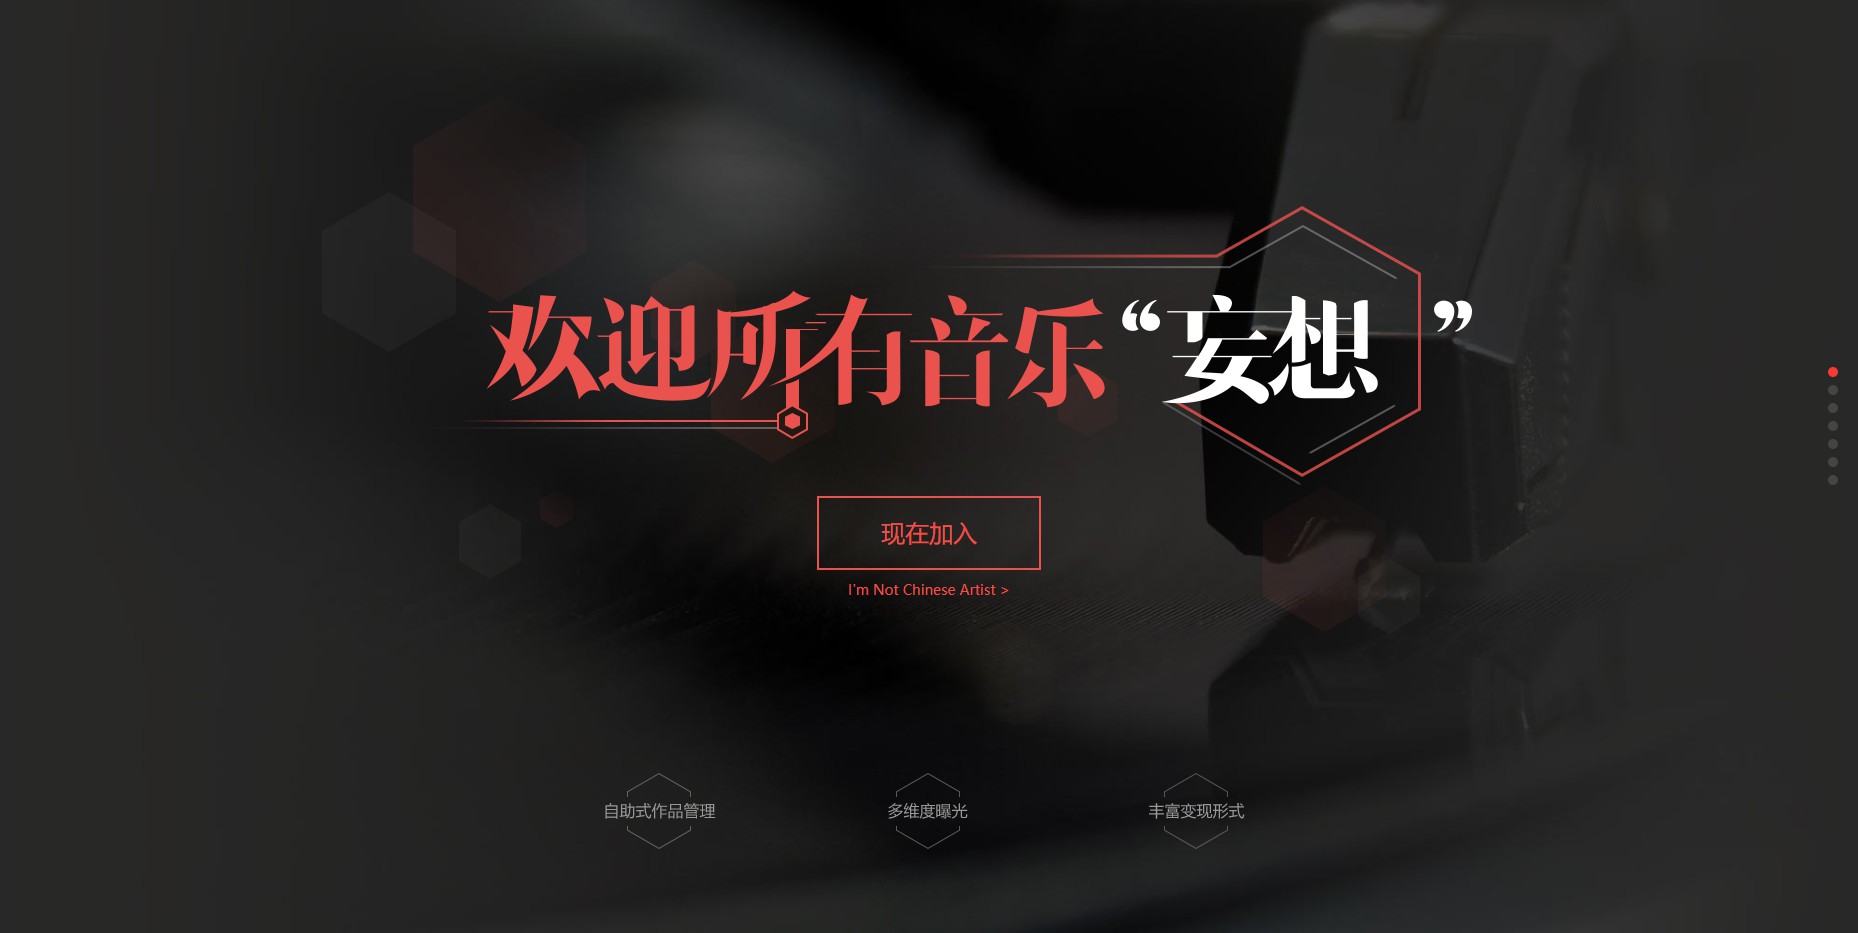 欢迎所有音乐“妄想”
现在加入
I'm Not Chinese Artist >
自助式作品管理
多维度曝光
丰富变现形式